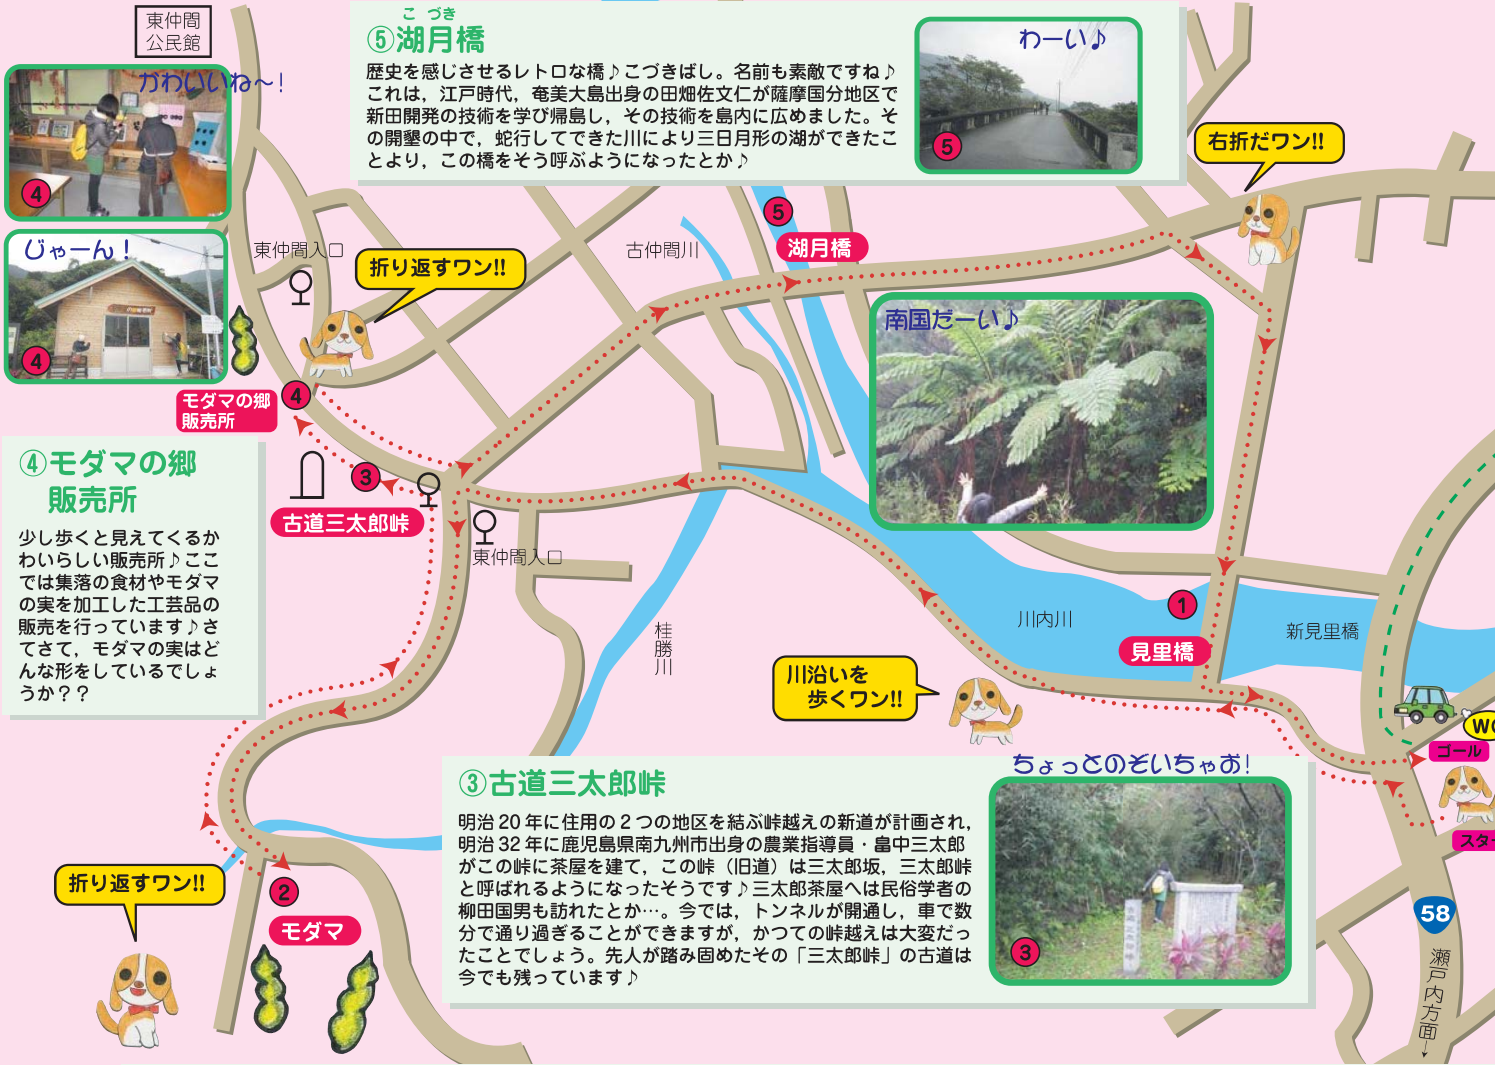 東仲間
公民館
かわいいね～！
4
じゃーん！
4
こづき
⑤湖月橋
歴史を感じさせるレトロな橋♪こづきばし。名前も素敵ですね♪
これは，江戸時代，奄美大島出身の田畑佐文仁が薩摩国分地区で
新田開発の技術を学び帰島し，その技術を島内に広めました。そ
の開墾の中で，蛇行してできた川により三日月形の湖ができたこ
とより，この橋をそう呼ぶようになったとか♪
わーい♪
5
右折だワン!!
東仲間入口
折り返すワン!!
古仲間川
5
湖月橋
南国だーい♪
モダマの郷
販売所
4
3
古道三太郎峠
東仲間入口
④モダマの郷
販売所
少し歩くと見えてくるか
わいらしい販売所♪ここ
では集落の食材やモダマ
の実を加工した工芸品の
販売を行っています♪さ
てさて，モダマの実はど
んな形をしているでしょ
うか？？
桂勝川
川内川
1
見里橋
新見里橋
川沿いを
歩くワン!!
ゴール
スター
折り返すワン!!
2
モダマ
③古道三太郎峠
明治 20 年に住用の 2 つの地区を結ぶ峠越えの新道が計画され，
明治 32 年に鹿児島県南九州市出身の農業指導員・畠中三太郎
がこの峠に茶屋を建て，この峠（旧道）は三太郎坂，三太郎峠
と呼ばれるようになったそうです♪三太郎茶屋へは民俗学者の
柳田国男も訪れたとか…。今では，トンネルが開通し，車で数
分で通り過ぎることができますが，かつての峠越えは大変だっ
たことでしょう。先人が踏み固めたその「三太郎峠」の古道は
今でも残っています♪
ちょっとのぞいちゃお！
3
58
瀬戸内方面→